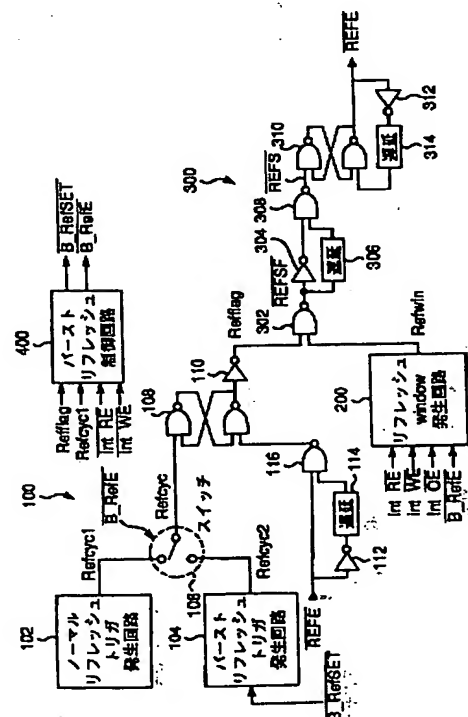 100
102
ノーマル
リフレッシュ
トリガ
発生回路
Refcyc1
B_RefE
スイッチ
Refcyc
108
104
バースト
リフレッシュ
トリガ
発生回路
Refcyc2
108
B_RefSET
400
Refflag
Refcyc1
Int RE
Int WE
バースト
リフレッシュ
制御回路
B_RefSET
B_RefE
110
Refflag
116
114
遅延
112
REFE
200
Int RE
Int WE
Int OE
B_RefE
リフレッシュ
window
発生回路
Refwin
300
302
REFSF
304
遅延
306
308
REFS
310
REFE
312
遅延
314